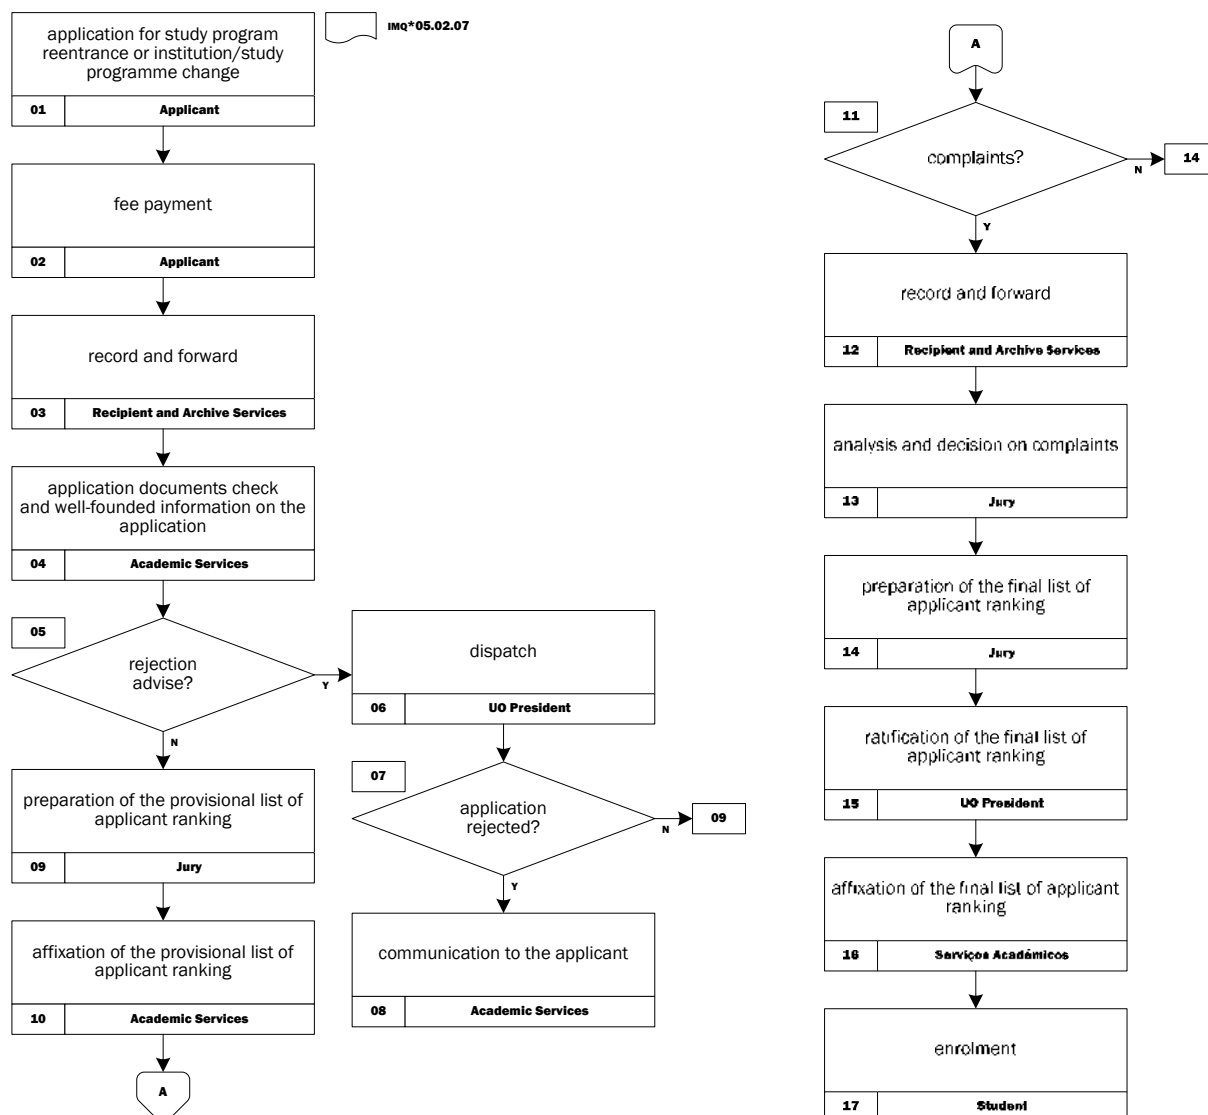 application for study program
reentrance or institution/study
programme change
01 Applicant
IMQ*05.02.07
fee payment
02 Applicant
record and forward
03 Recipient and Archive Services
application documents check
and well-founded information on the
application
04 Academic Services
05
rejection
advise?
Y
N
dispatch
06 UO President
07
application
rejected?
N
09
Y
communication to the applicant
08 Academic Services
preparation of the provisional list of
applicant ranking
09 Jury
affixation of the provisional list of
applicant ranking
10 Academic Services
A
A
11
complaints?
N
14
Y
record and forward
12 Recipient and Archive Services
analysis and decision on complaints
13 Jury
preparation of the final list of
applicant ranking
14 Jury
ratification of the final list of
applicant ranking
15 UO President
affixation of the final list of applicant
ranking
16 Serviços Académicos
enrolment
17 Student